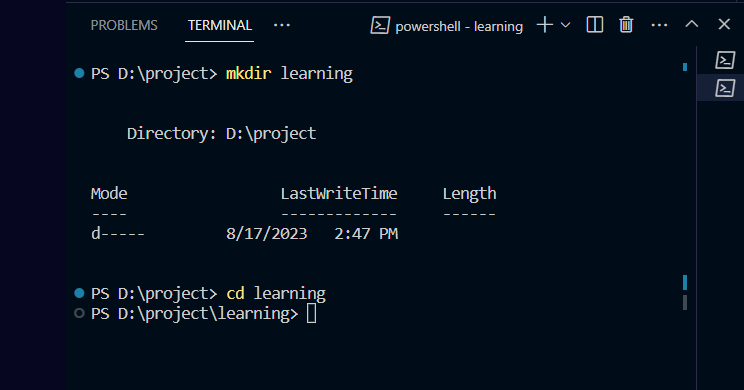 PROBLEMS TERMINAL ··· powershell - learning
PS D:\project> mkdir learning
Directory: D:\project
Mode LastWriteTime Length
---- ------------- ------
d----- 8/17/2023 2:47 PM
PS D:\project> cd learning
PS D:\project\learning>